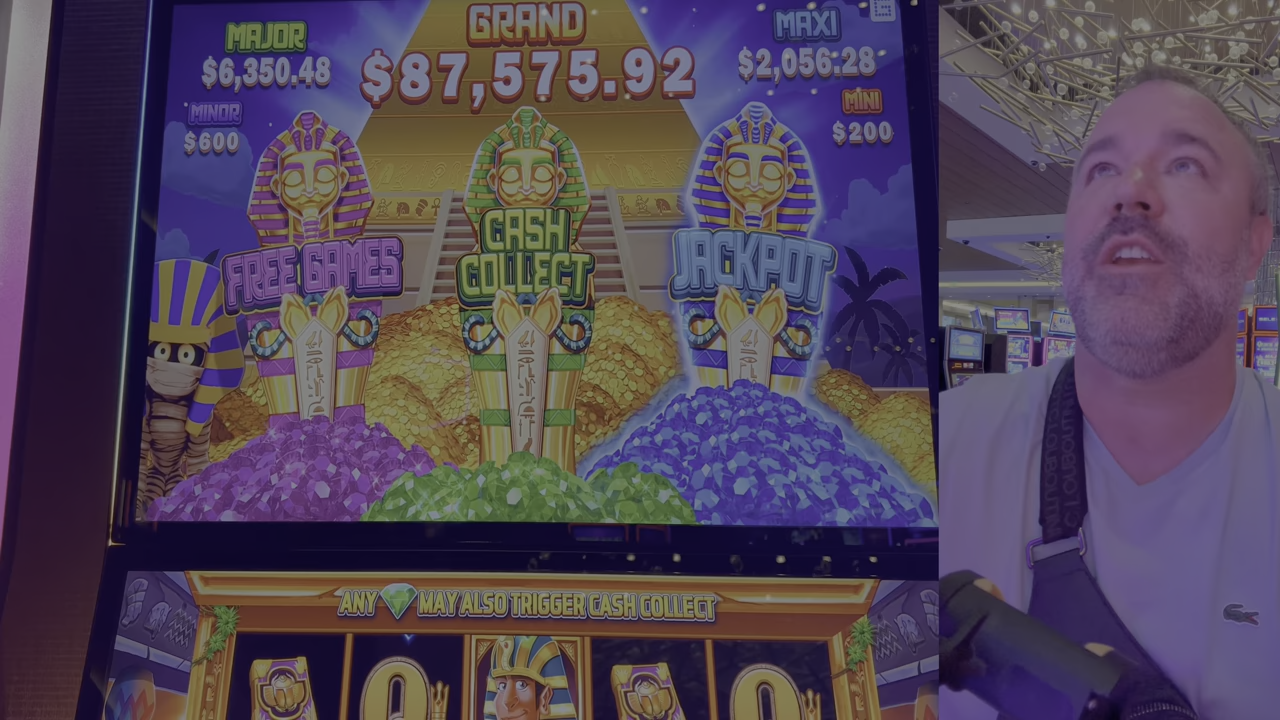 GRAND
MAJOR
MAXI
$6,350.48
$87,575.92
$2,056.28
MINOR
MINI
$600
$200
FREE GAMES
CASH
COLLECT
JACKPOT
ANY MAY ALSO TRIGGER CASH COLLECT
Q
Q